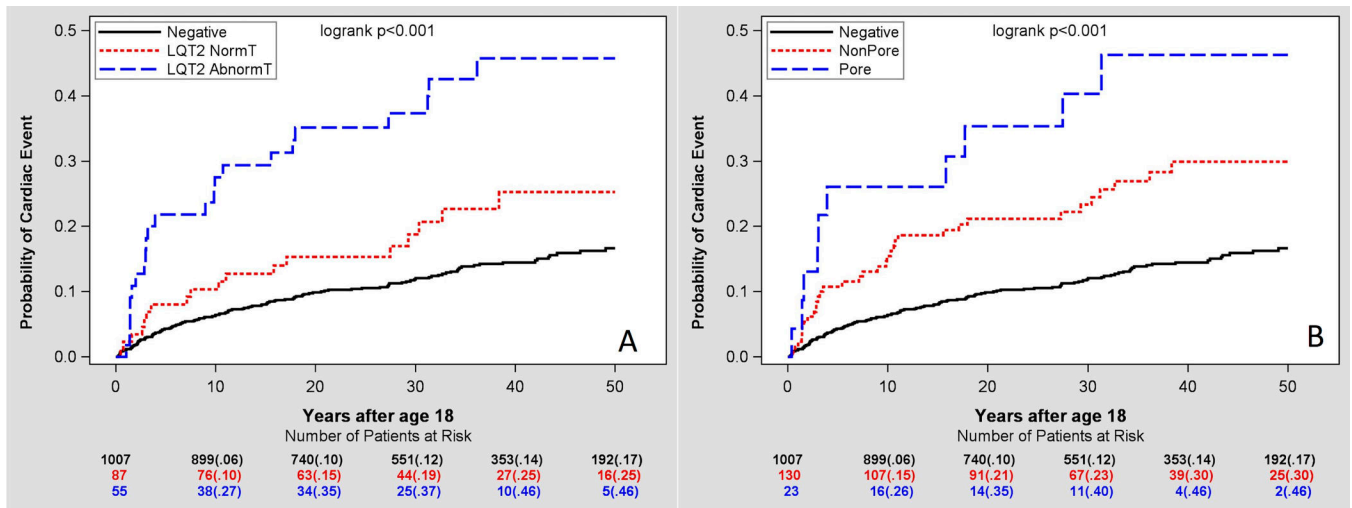 Negative
LQT2 NormT
LQT2 AbnormT
logrank p<0.001
0.5
0.4
0.3
0.2
0.1
0.0
Probability of Cardiac Event
A
0 10 20 30 40 50
Years after age 18
Number of Patients at Risk
1007 899(.06) 740(.10) 551(.12) 353(.14) 192(.17)
87 76(.10) 63(.15) 44(.19) 27(.25) 16(.25)
55 38(.27) 34(.35) 25(.37) 10(.46) 5(.46)
Negative
NonPore
Pore
logrank p<0.001
0.5
0.4
0.3
0.2
0.1
0.0
Probability of Cardiac Event
B
0 10 20 30 40 50
Years after age 18
Number of Patients at Risk
1007 899(.06) 740(.10) 551(.12) 353(.14) 192(.17)
130 107(.15) 91(.21) 67(.23) 39(.30) 25(.30)
23 16(.26) 14(.35) 11(.40) 4(.46) 2(.46)